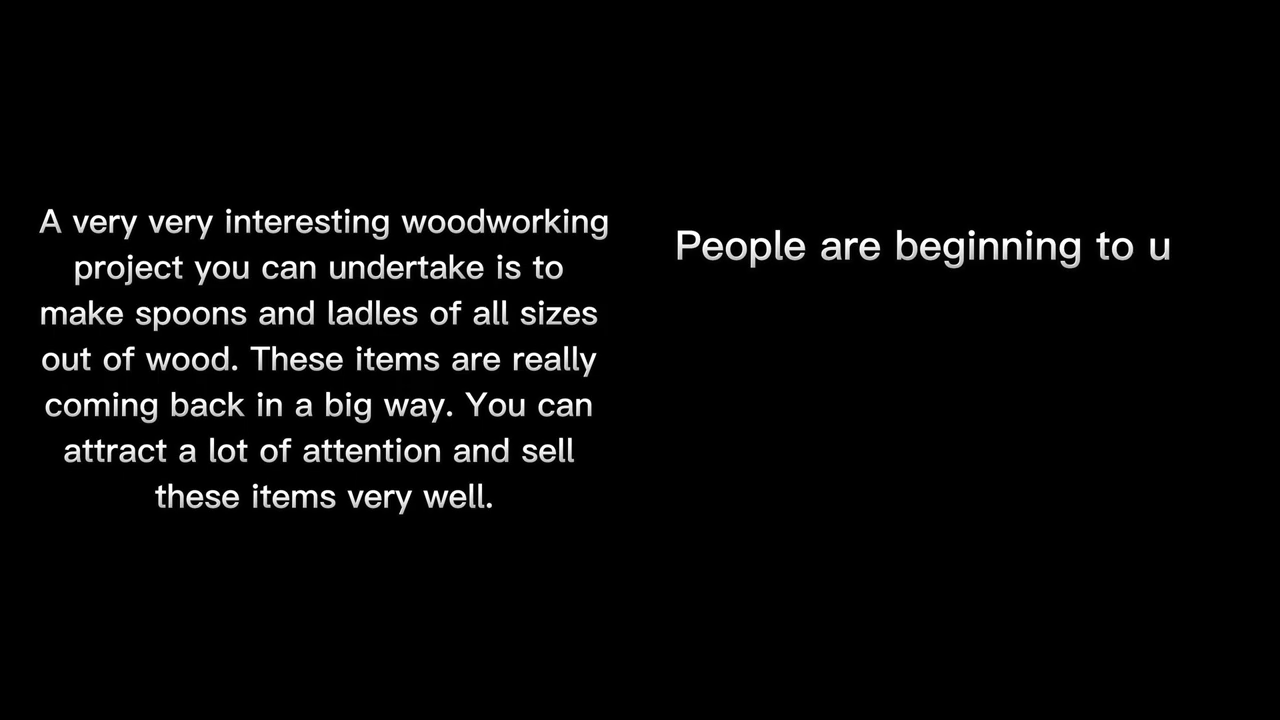 A very very interesting woodworking
project you can undertake is to
make spoons and ladles of all sizes
out of wood. These items are really
coming back in a big way. You can
attract a lot of attention and sell
these items very well.
People are beginning to u